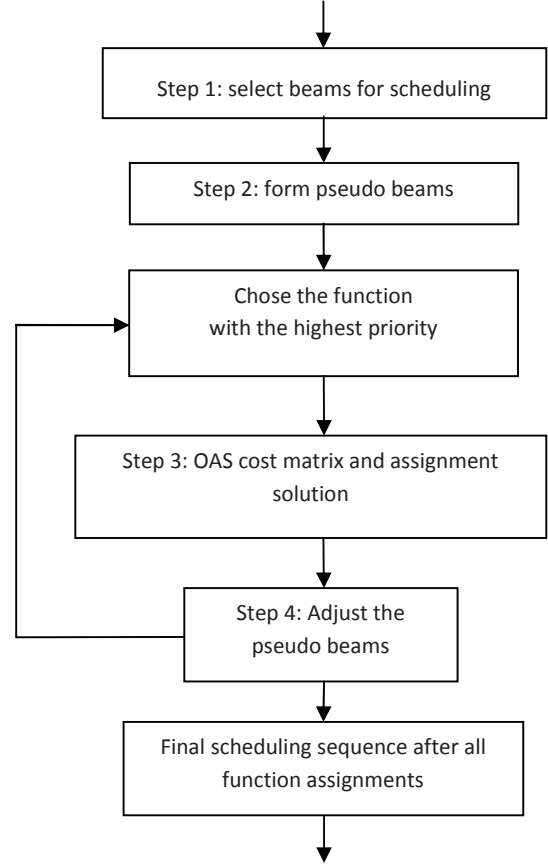 Step 1: select beams for scheduling
Step 2: form pseudo beams
Chose the function
with the highest priority
Step 3: OAS cost matrix and assignment
solution
Step 4: Adjust the
pseudo beams
Final scheduling sequence after all
function assignments